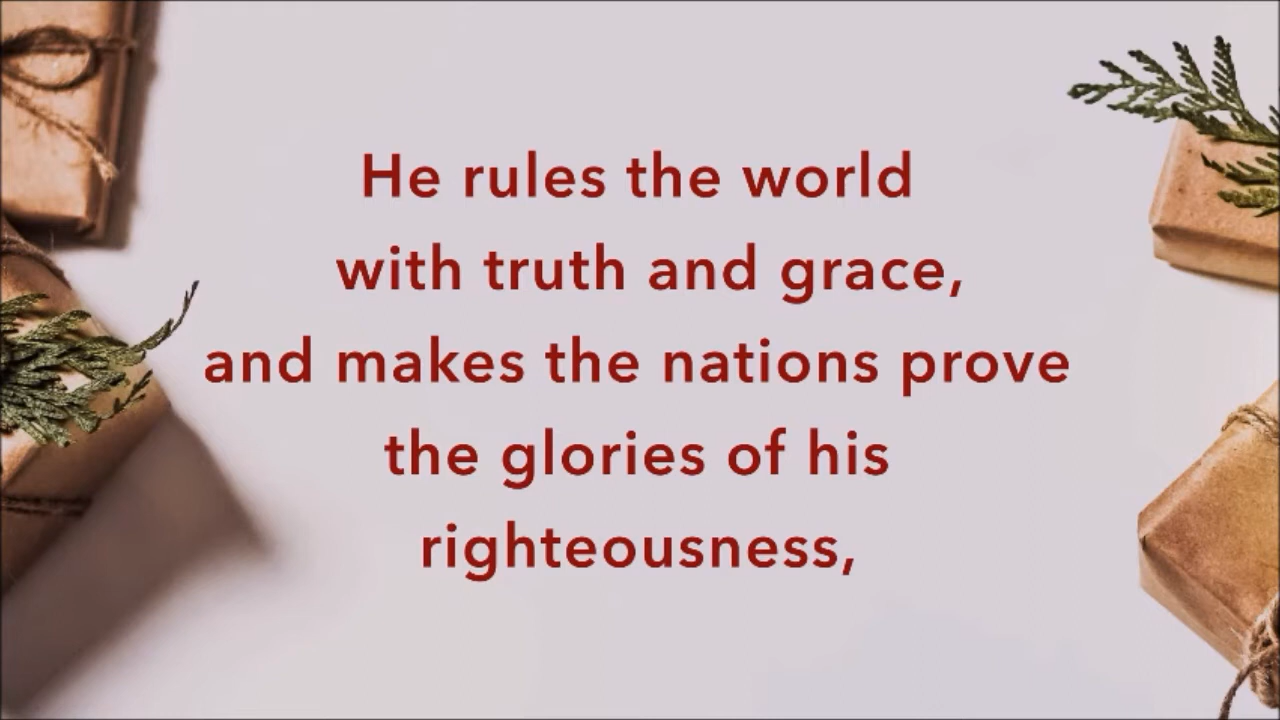 He rules the world
with truth and grace,
and makes the nations prove
the glories of his
righteousness,